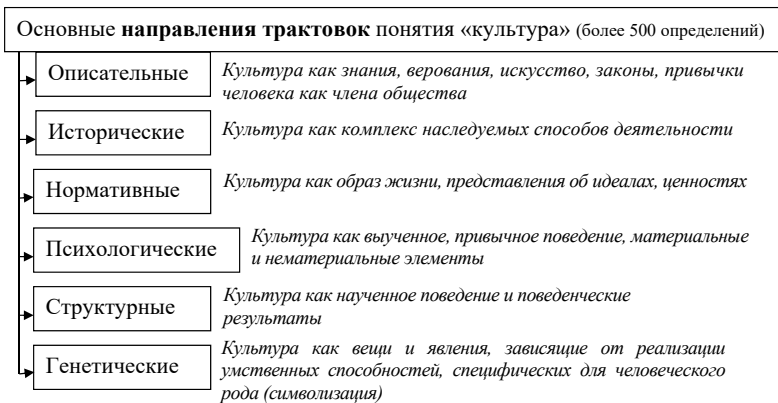 Основные направления трактовок понятия «культура» (более 500 определений)
Описательные
Культура как знания, верования, искусство, законы, привычки
человека как члена общества
Исторические
Культура как комплекс наследуемых способов деятельности
Нормативные
Культура как образ жизни, представления об идеалах, ценностях
Психологические
Культура как выученное, привычное поведение, материальные
и нематериальные элементы
Структурные
Культура как наученное поведение и поведенческие
результаты
Генетические
Культура как вещи и явления, зависящие от реализации
умственных способностей, специфических для человеческого
рода (символизация)